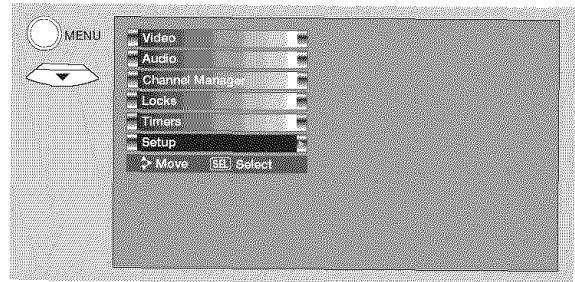 MENU
Video
Audio
Channel Manager
Locks
Timers
Setup
Move SEL Select